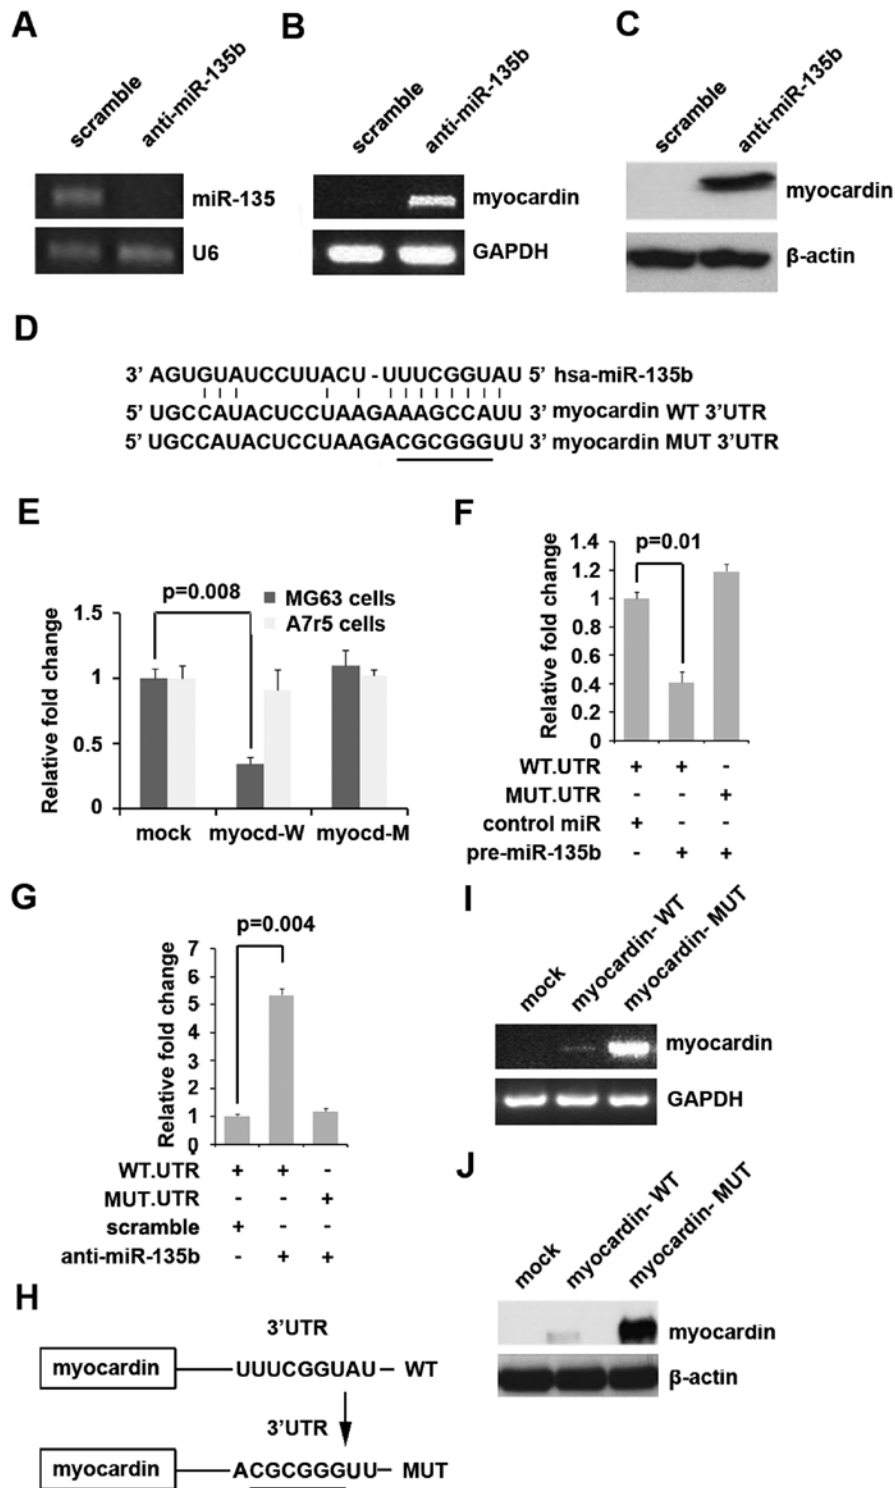 A
scramble
anti-miR-135b
miR-135
U6
B
scramble
anti-miR-135b
myocardin
GAPDH
C
scramble
anti-miR-135b
myocardin
β-actin
D
3’ AGUGUAUCCUUACU - UUUCGGUAU 5’ hsa-miR-135b
5’ UGCCAUACUCCUAAGAAAGCCAUU 3’ myocardin WT 3’UTR
5’ UGCCAUACUCCUAAGACGCGGGUU 3’ myocardin MUT 3’UTR
E
Relative fold change
1.5
1
0.5
0
p=0.008
MG63 cells
A7r5 cells
mock myocd-W myocd-M
F
Relative fold change
1.4
1.2
1
0.8
0.6
0.4
0.2
0
p=0.01
WT.UTR + + -
MUT.UTR - - +
control miR + - -
pre-miR-135b - + +
G
Relative fold change
7
6
5
4
3
2
1
0
p=0.004
WT.UTR + + -
MUT.UTR - - +
scramble + - -
anti-miR-135b - + +
H
3’UTR
myocardin UUUCGGUAU – WT
3’UTR
myocardin ACGCGGGUU – MUT
I
mock
myocardin- WT
myocardin- MUT
myocardin
GAPDH
J
mock
myocardin- WT
myocardin- MUT
myocardin
β-actin